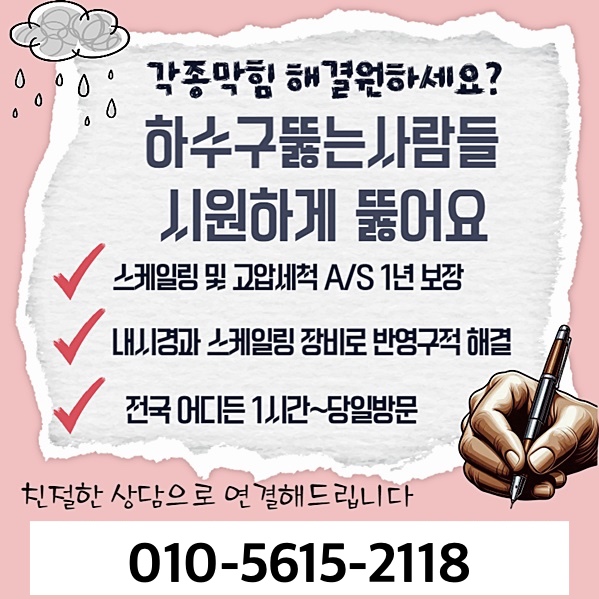 각종막힘 해결원하세요?
하수구뚫는사람들
시원하게 뚫어요
스케일링 및 고압세척 A/S 1년 보장
내시경과 스케일링 장비로 반영구적 해결
전국 어디든 1시간~당일방문
친절한 상담으로 연결해드립니다
010-5615-2118